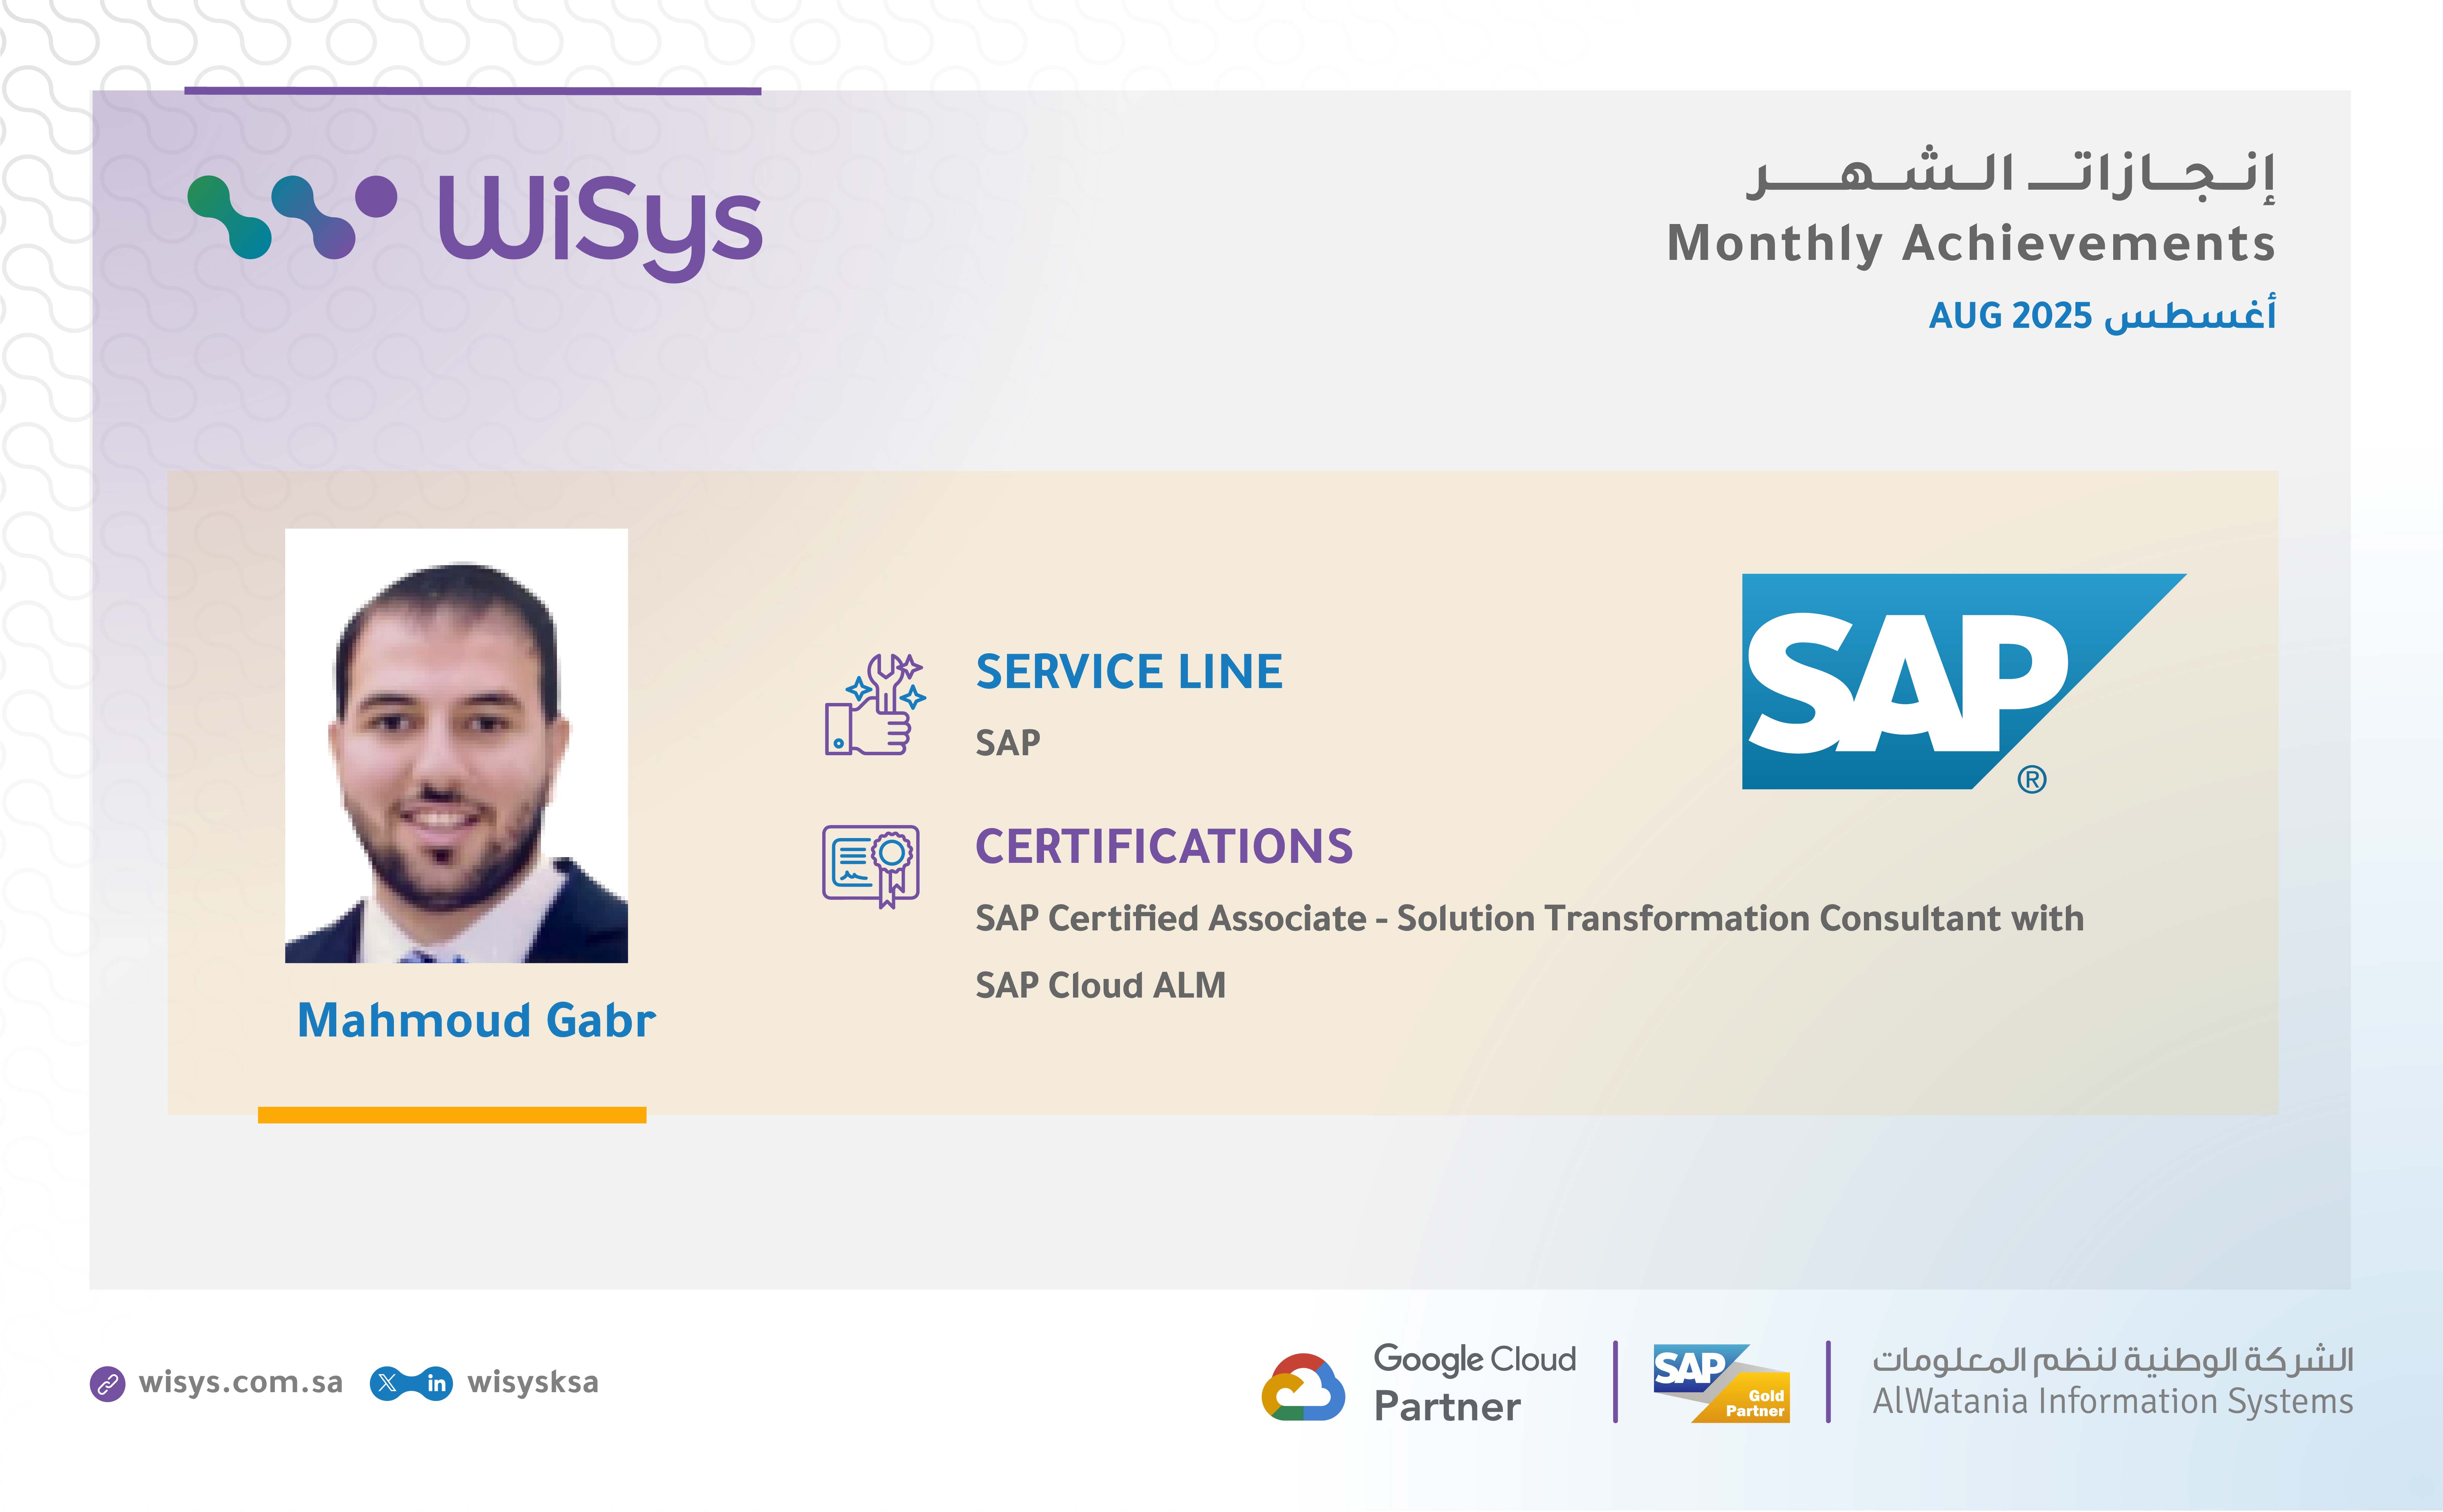 WiSys
إنجازات الشهر
Monthly Achievements
أغسطس AUG 2025
SERVICE LINE
SAP
SAP
®
CERTIFICATIONS
SAP Certified Associate - Solution Transformation Consultant with
SAP Cloud ALM
Mahmoud Gabr
wisys.com.sa
X in wisysksa
Google Cloud
Partner
SAP
Gold
Partner
الشركة الوطنية لنظم المعلومات
AlWatania Information Systems